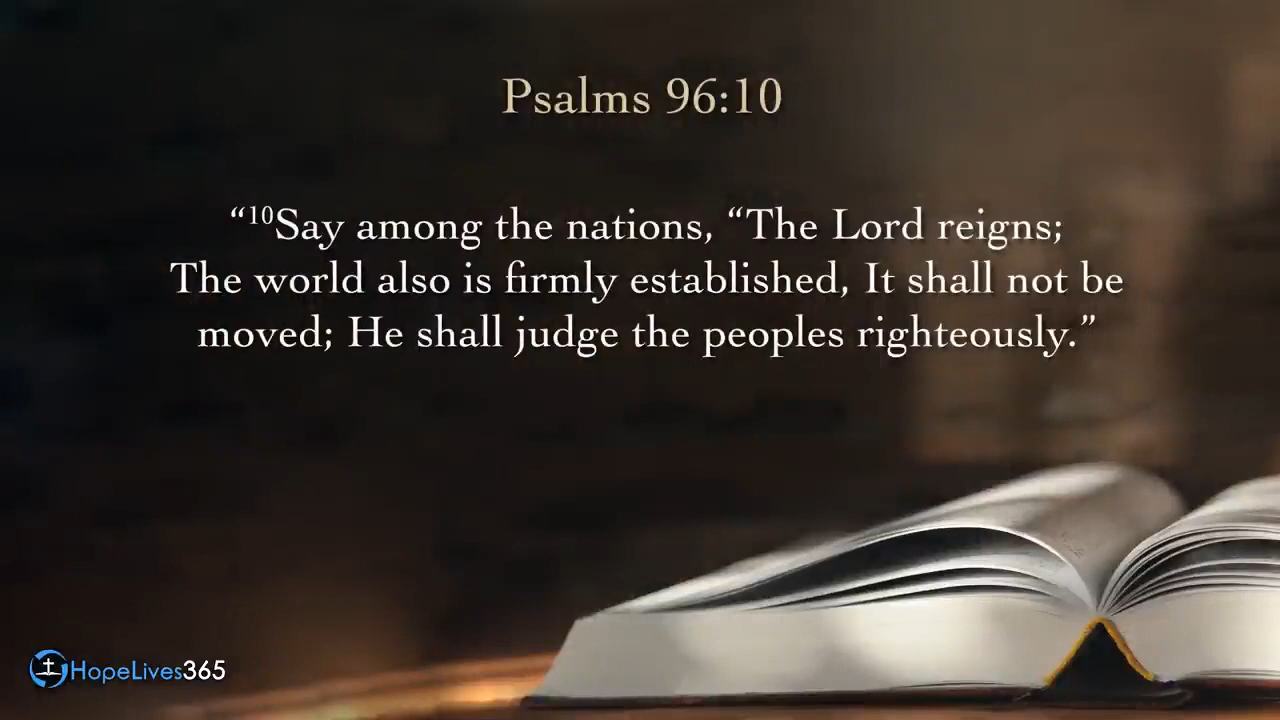 Psalms 96:10
“¹⁰Say among the nations, “The Lord reigns;
The world also is firmly established, It shall not be
moved; He shall judge the peoples righteously.”
HopeLives365